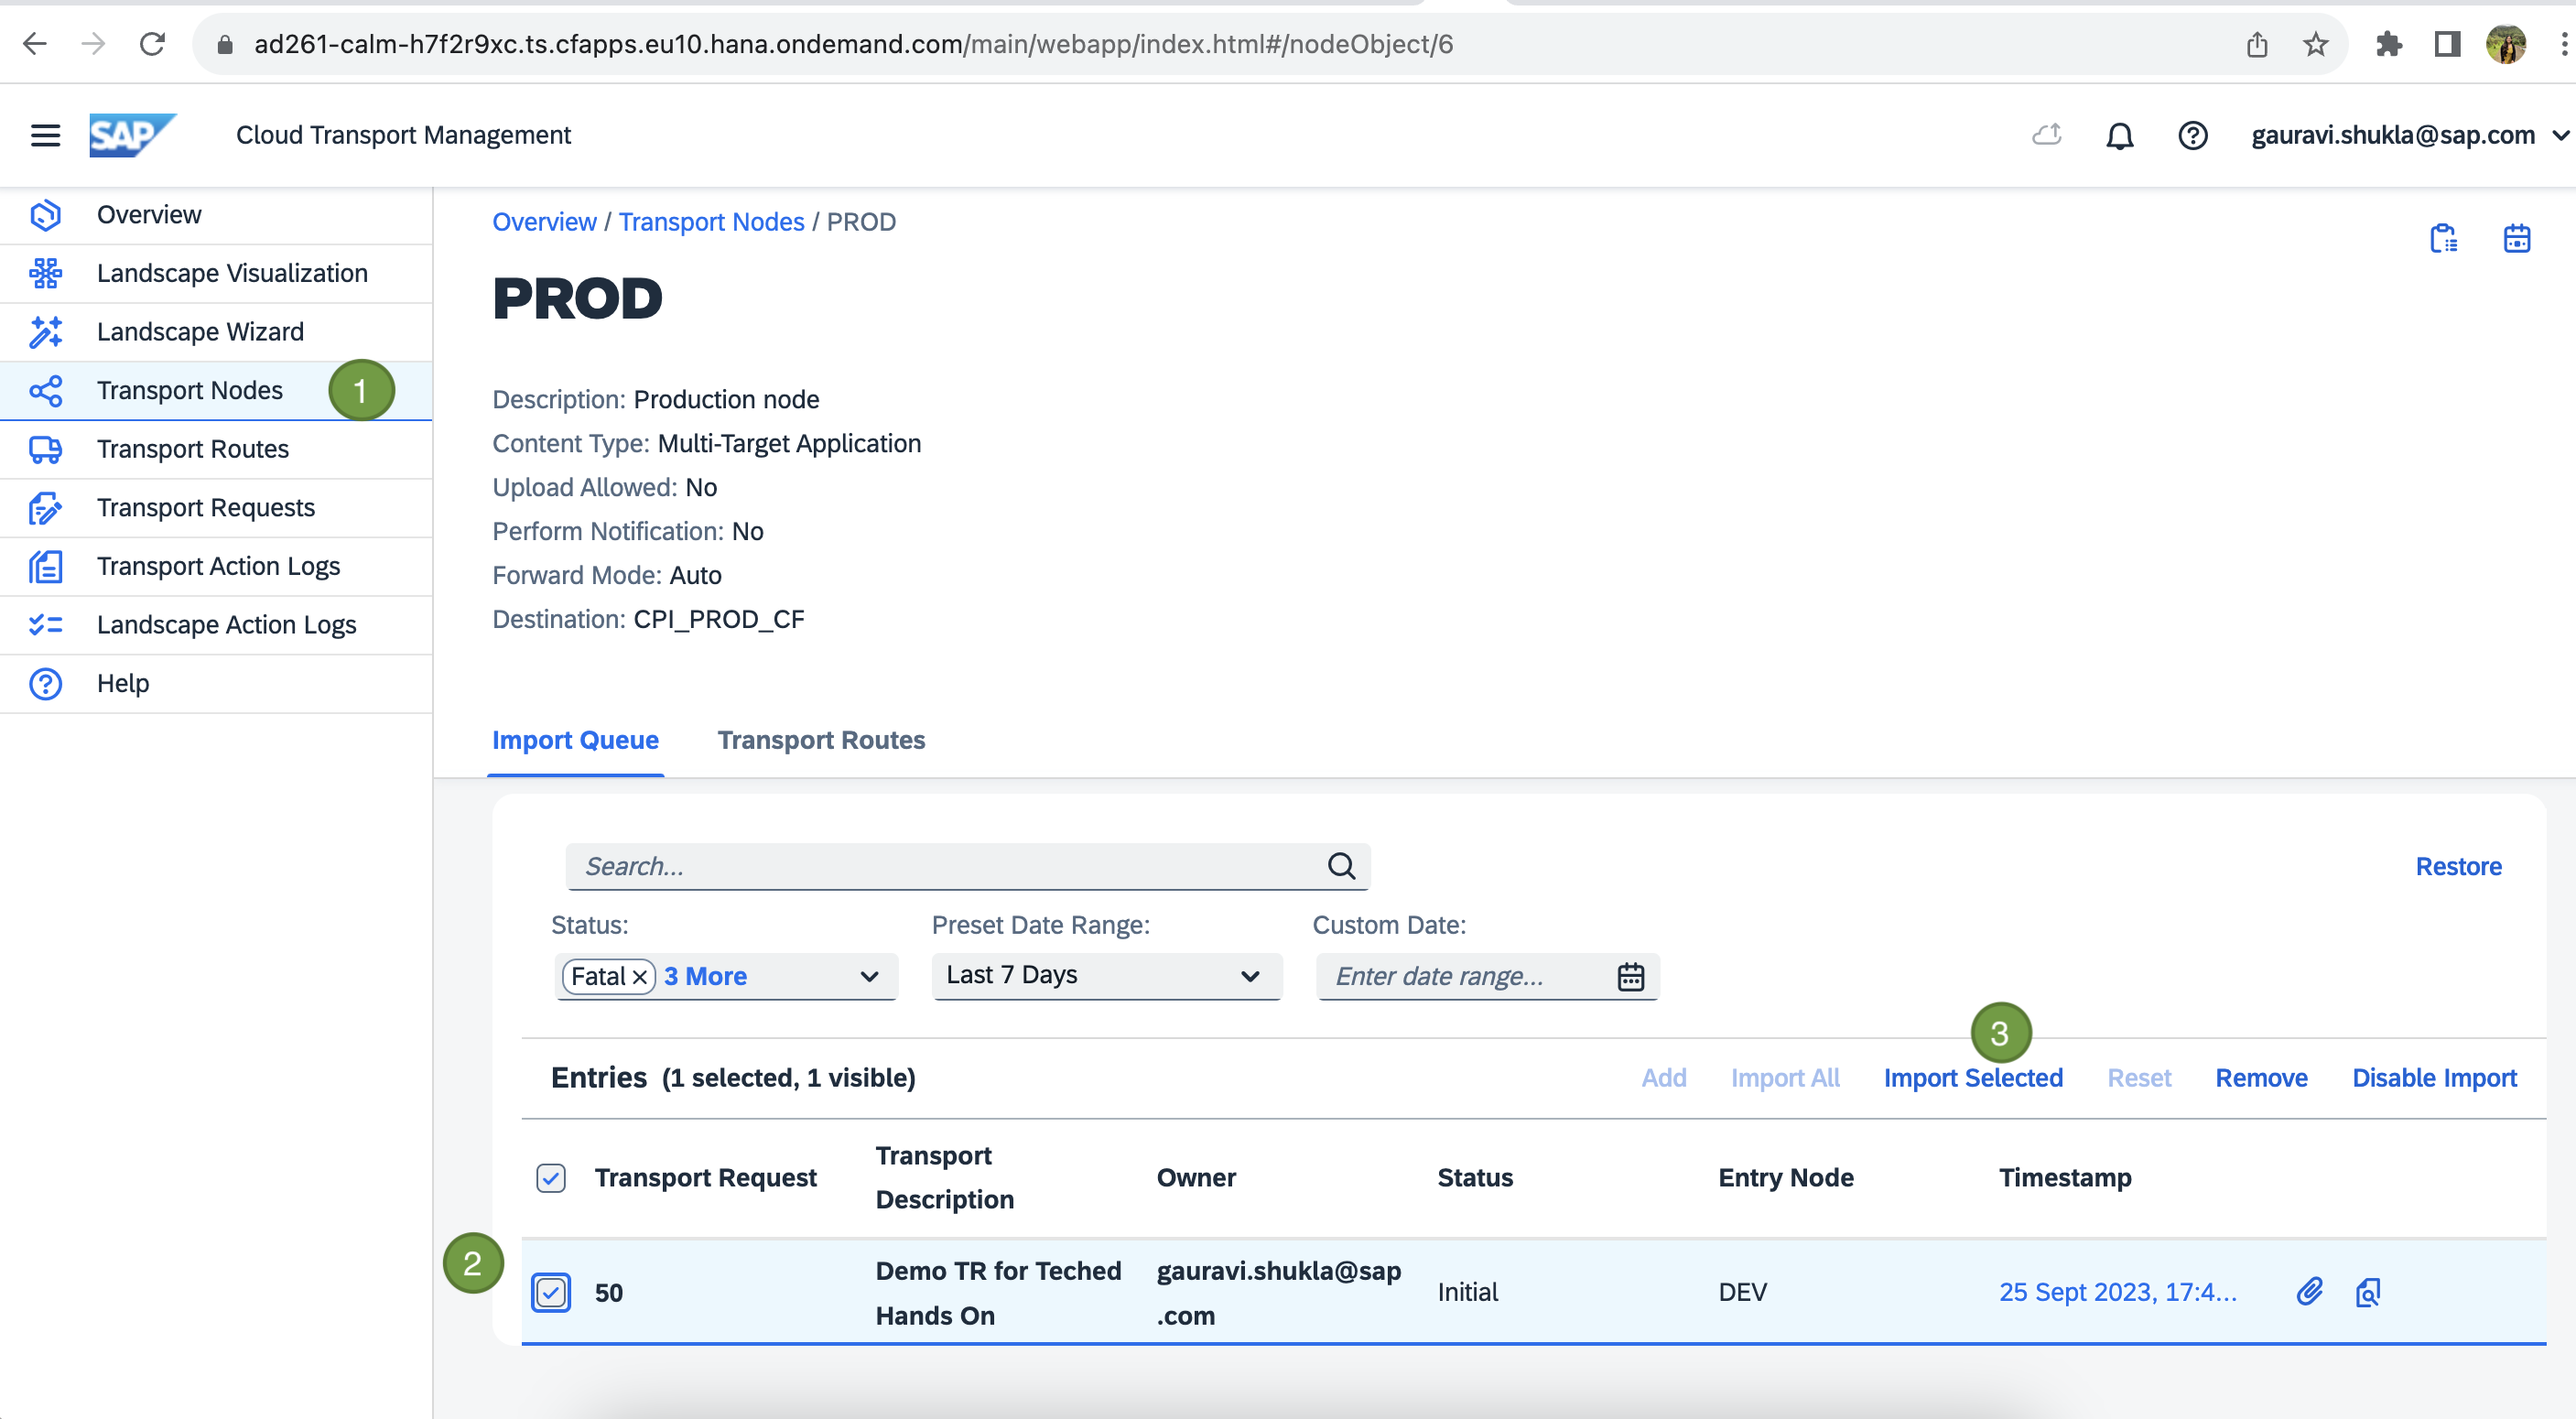 ad261-calm-h7f2r9xc.ts.cfapps.eu10.hana.ondemand.com/main/webapp/index.html#/nodeObject/6
SAP
Cloud Transport Management
gauravi.shukla@sap.com
Overview
Landscape Visualization
Landscape Wizard
Transport Nodes
1
Transport Routes
Transport Requests
Transport Action Logs
Landscape Action Logs
Help
Overview / Transport Nodes / PROD
PROD
Description: Production node
Content Type: Multi-Target Application
Upload Allowed: No
Perform Notification: No
Forward Mode: Auto
Destination: CPI_PROD_CF
Import Queue
Transport Routes
Search...
Restore
Status:
Preset Date Range:
Custom Date:
Fatal
3 More
Last 7 Days
Enter date range...
3
Entries (1 selected, 1 visible)
Add
Import All
Import Selected
Reset
Remove
Disable Import
Transport Request
Transport
Description
Owner
Status
Entry Node
Timestamp
2
50
Demo TR for Teched
Hands On
gauravi.shukla@sap
.com
Initial
DEV
25 Sept 2023, 17:4...